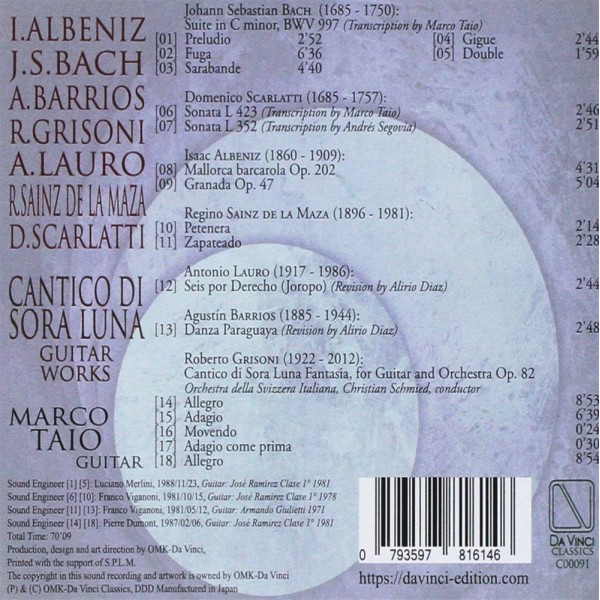 I.ALBENIZ
J.S.BACH
A.BARRIOS
R.GRISONI
A.LAURO
R.SAINZ DE LA MAZA
D.SCARLATTI
CANTICO DI
SORA LUNA
GUITAR
WORKS
MARCO
TAIO
GUITAR
Johann Sebastian BACH (1685 - 1750):
Suite in C minor, BWV 997 (Transcription by Marco Taio)
[01] Preludio 2'52 [04] Gigue 2'44
[02] Fuga 6'36 [05] Double 1'59
[03] Sarabande 4'40
Domenico SCARLATTI (1685 - 1757):
[06] Sonata L 423 (Transcription by Marco Taio) 2'46
[07] Sonata L 352 (Transcription by Andrés Segovia) 2'51
Isaac ALBENIZ (1860 - 1909):
[08] Mallorca barcarola Op. 202 4'31
[09] Granada Op. 47 5'04
Regino SAINZ DE LA MAZA (1896 - 1981):
[10] Petenera 2'14
[11] Zapateado 2'28
Antonio LAURO (1917 - 1986):
[12] Seis por Derecho (Joropo) (Revision by Alirio Diaz) 2'44
Agustín BARRIOS (1885 - 1944):
[13] Danza Paraguaya (Revision by Alirio Diaz) 2'48
Roberto GRISONI (1922 - 2012):
Cantico di Sora Luna Fantasia, for Guitar and Orchestra Op. 82
Orchestra della Svizzera Italiana, Christian Schmied, conductor
[14] Allegro 8'53
[15] Adagio 6'39
[16] Movendo 0'24
[17] Adagio come prima 0'30
[18] Allegro 8'54
Sound Engineer [1] [5]: Luciano Merlini, 1988/11/23, Guitar: José Ramírez Clase 1° 1981
Sound Engineer [6] [10]: Franco Viganoni, 1981/10/15, Guitar: José Ramírez Clase 1° 1978
Sound Engineer [11] [13]: Franco Viganoni, 1981/05/12, Guitar: Armando Giulietti 1971
Sound Engineer [14] [18]: Pierre Dumont, 1987/02/06, Guitar: José Ramírez Clase 1° 1981
Total Time: 70'09
Production, design and art direction by OMK-Da Vinci,
Printed with the support of S.P.L.M.
The copyright in this sound recording and artwork is owned by OMK-Da Vinci
(P) & (C) OMK-Da Vinci Classics, DDD Manufactured in Japan
0 793597 816146
https://davinci-edition.com
DA VINCI
CLASSICS
C00091